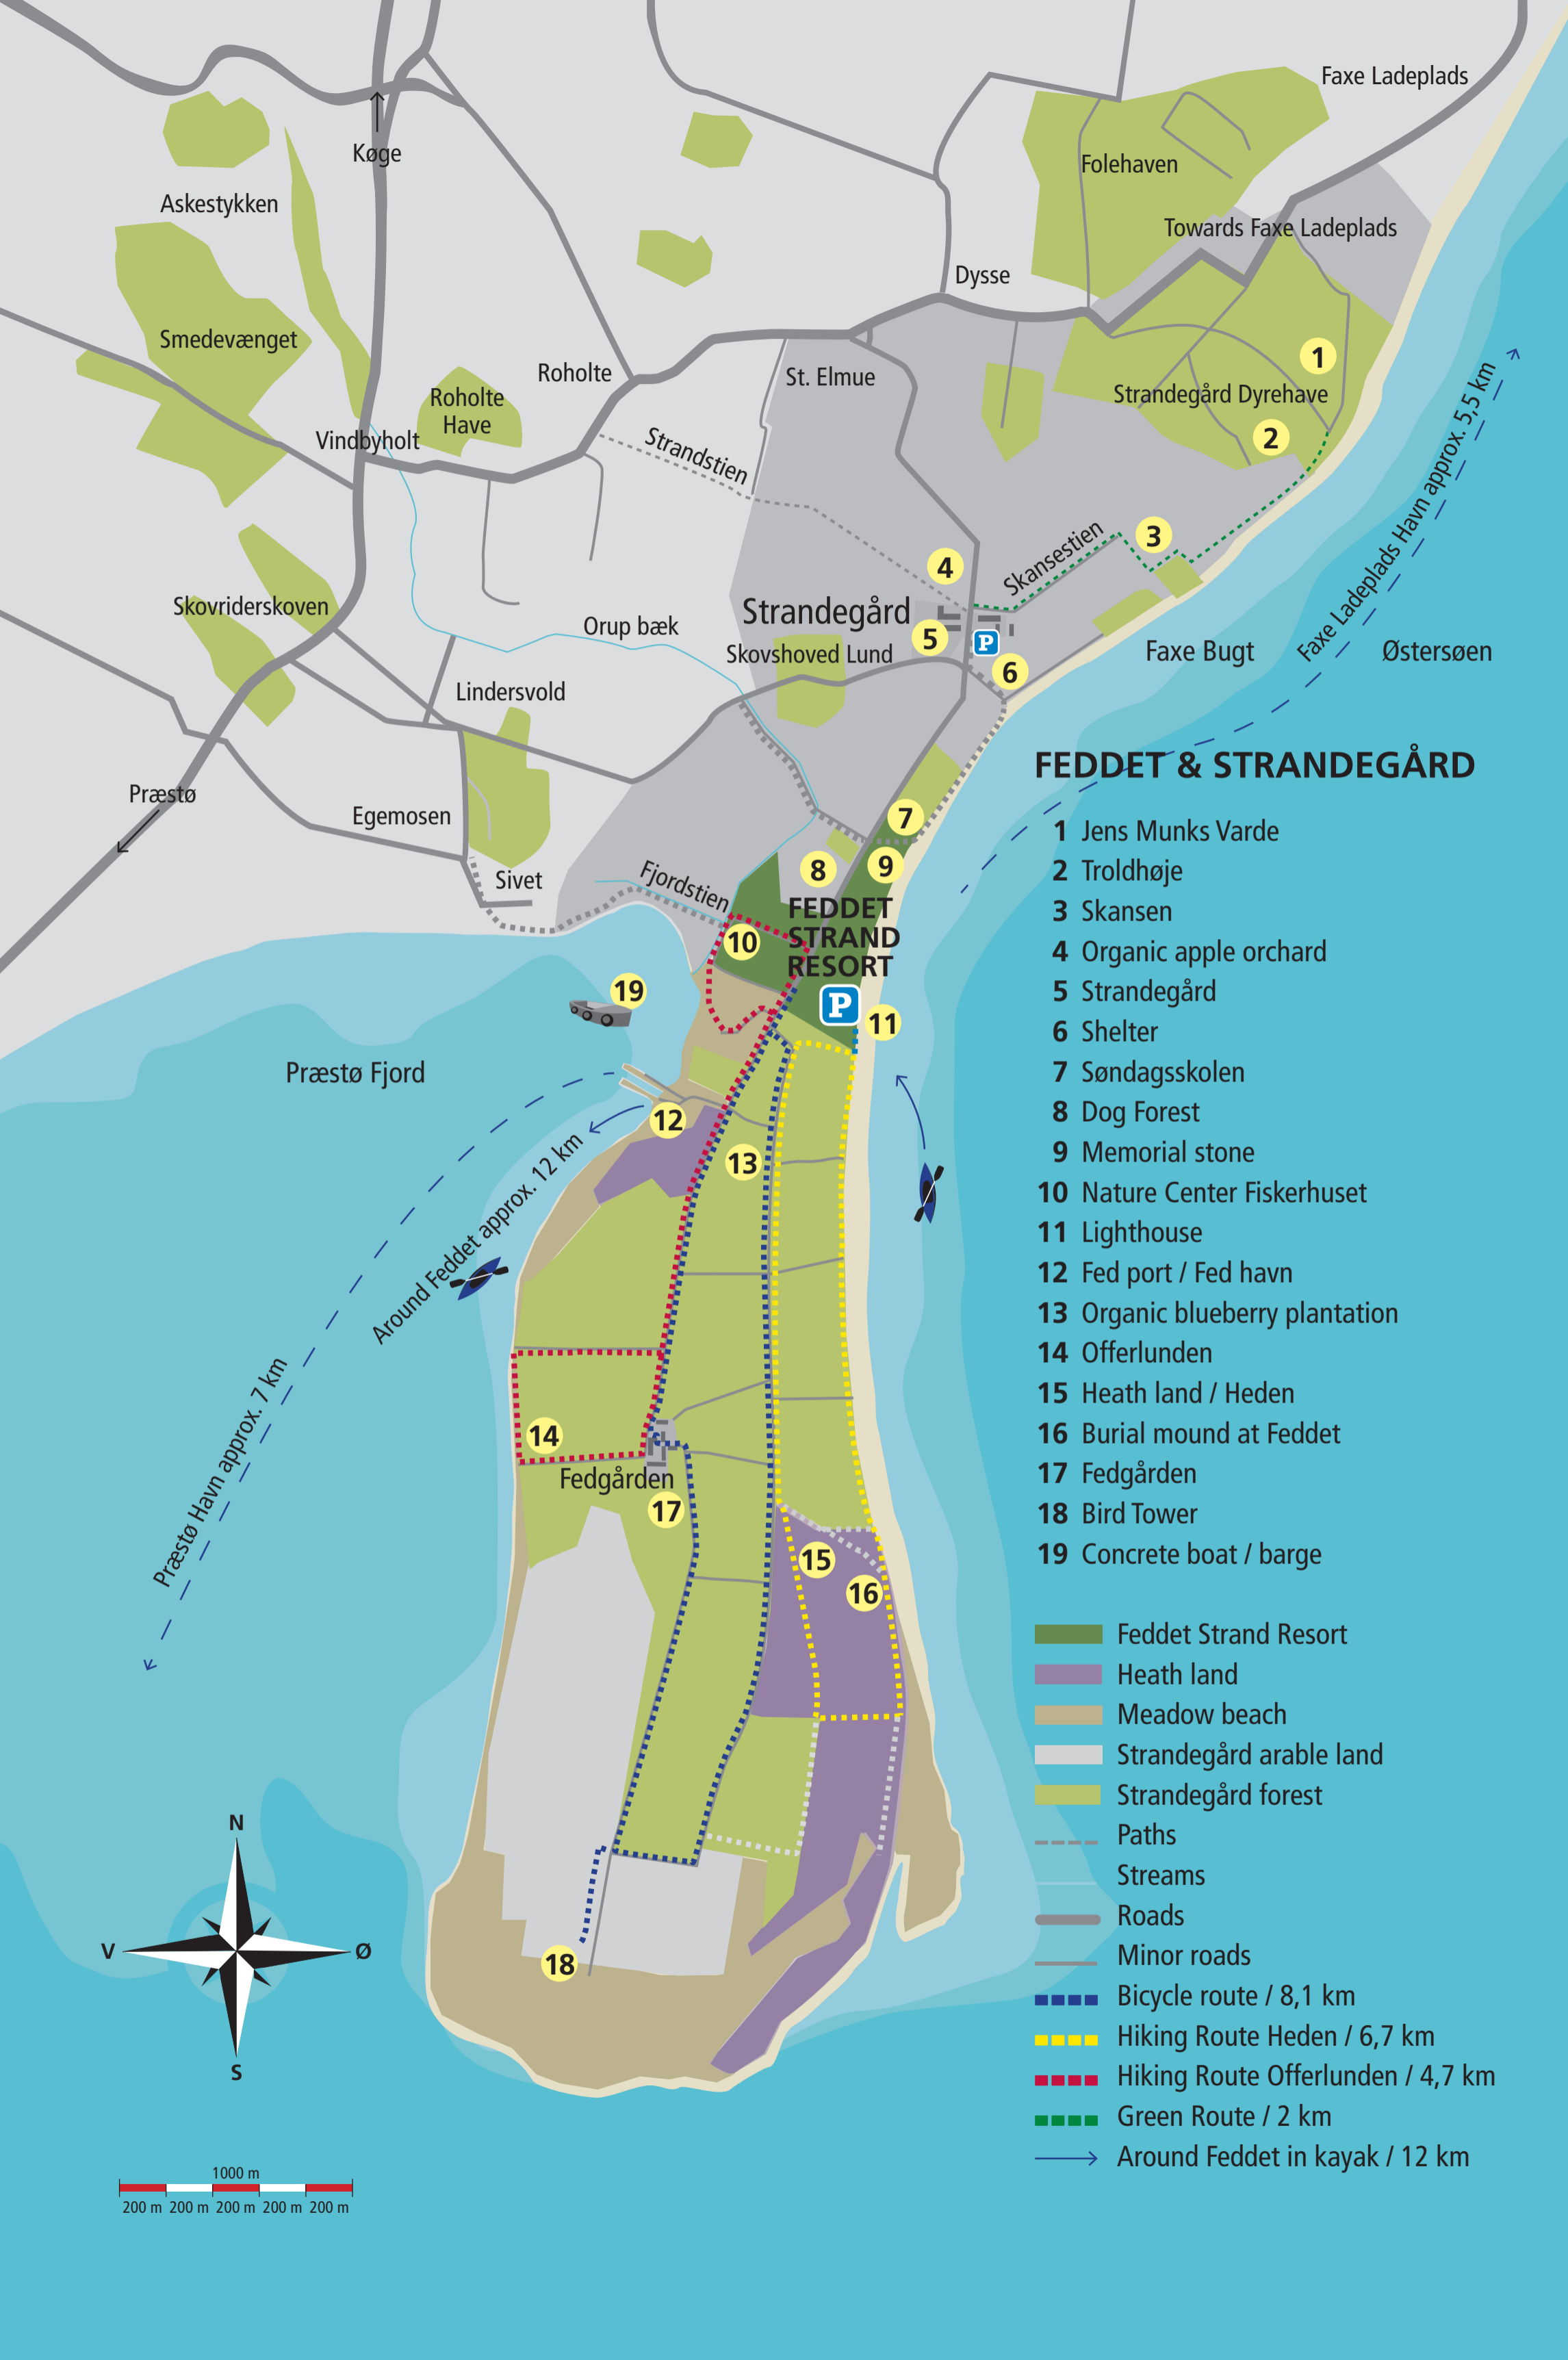 Faxe Ladeplads
Køge
Folehaven
Askestykken
Towards Faxe Ladeplads
Dysse
Smedevænget
1
Roholte
St. Elmue
Roholte
Have
Strandegård Dyrehave
Vindbyholt
2
Strandstien
Faxe Ladeplads Havn approx. 5,5 km
3
Skansestien
4
Skovriderskoven
Strandegård
Orup bæk
5
P
Skovshoved Lund
Faxe Bugt
Østersøen
6
Lindersvold
Præstø
Egemosen
7
8
9
Sivet
Fjordstien
FEDDET
STRAND
RESORT
10
19
P
11
Præstø Fjord
12
13
Around Feddet approx. 12 km
Præstø Havn approx. 7 km
14
Fedgården
17
15
16
18
FEDDET & STRANDEGÅRD
1 Jens Munks Varde
2 Troldhøje
3 Skansen
4 Organic apple orchard
5 Strandegård
6 Shelter
7 Søndagsskolen
8 Dog Forest
9 Memorial stone
10 Nature Center Fiskerhuset
11 Lighthouse
12 Fed port / Fed havn
13 Organic blueberry plantation
14 Offerlunden
15 Heath land / Heden
16 Burial mound at Feddet
17 Fedgården
18 Bird Tower
19 Concrete boat / barge
Feddet Strand Resort
Heath land
Meadow beach
Strandegård arable land
Strandegård forest
Paths
Streams
Roads
Minor roads
Bicycle route / 8,1 km
Hiking Route Heden / 6,7 km
Hiking Route Offerlunden / 4,7 km
Green Route / 2 km
Around Feddet in kayak / 12 km
N
V
Ø
S
1000 m
200 m 200 m 200 m 200 m 200 m